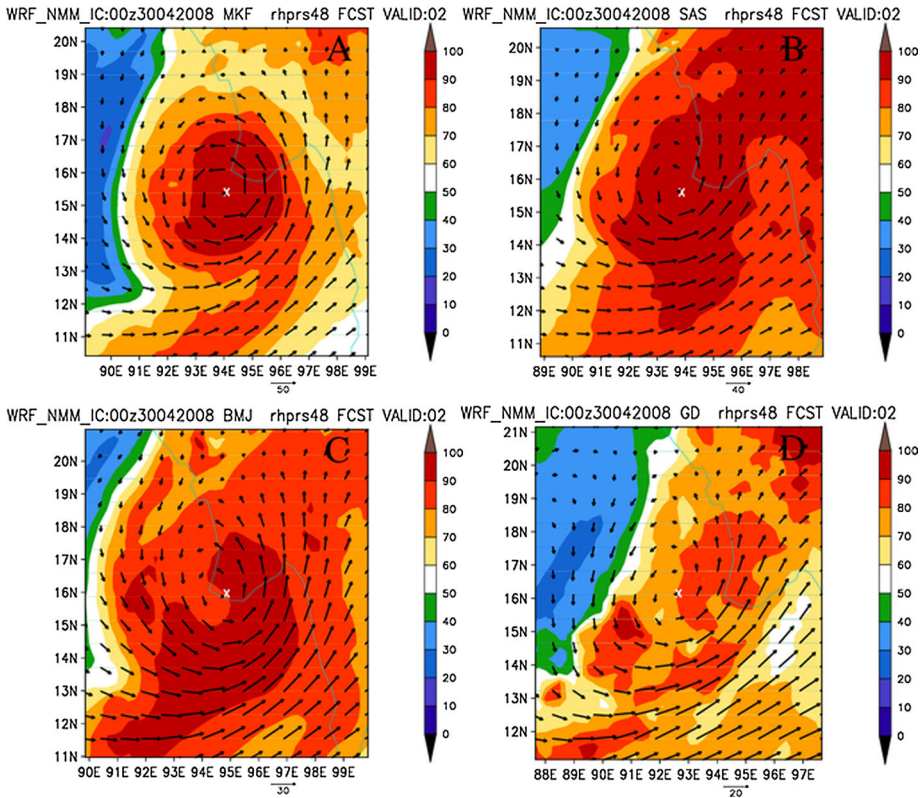 WRF_NMM_IC:00z30042008 MKF rhprs48 FCST VALID:02
A
20N
19N
18N
17N
16N
15N
14N
13N
12N
11N
90E 91E 92E 93E 94E 95E 96E 97E 98E 99E
50
100
90
80
70
60
50
40
30
20
10
0
WRF_NMM_IC:00z30042008 SAS rhprs48 FCST VALID:02
B
20N
19N
18N
17N
16N
15N
14N
13N
12N
11N
89E 90E 91E 92E 93E 94E 95E 96E 97E 98E
40
100
90
80
70
60
50
40
30
20
10
0
WRF_NMM_IC:00z30042008 BMJ rhprs48 FCST VALID:02
C
20N
19N
18N
17N
16N
15N
14N
13N
12N
11N
90E 91E 92E 93E 94E 95E 96E 97E 98E 99E
30
100
90
80
70
60
50
40
30
20
10
0
WRF_NMM_IC:00z30042008 GD rhprs48 FCST VALID:02
D
21N
20N
19N
18N
17N
16N
15N
14N
13N
12N
88E 89E 90E 91E 92E 93E 94E 95E 96E 97E
20
100
90
80
70
60
50
40
30
20
10
0